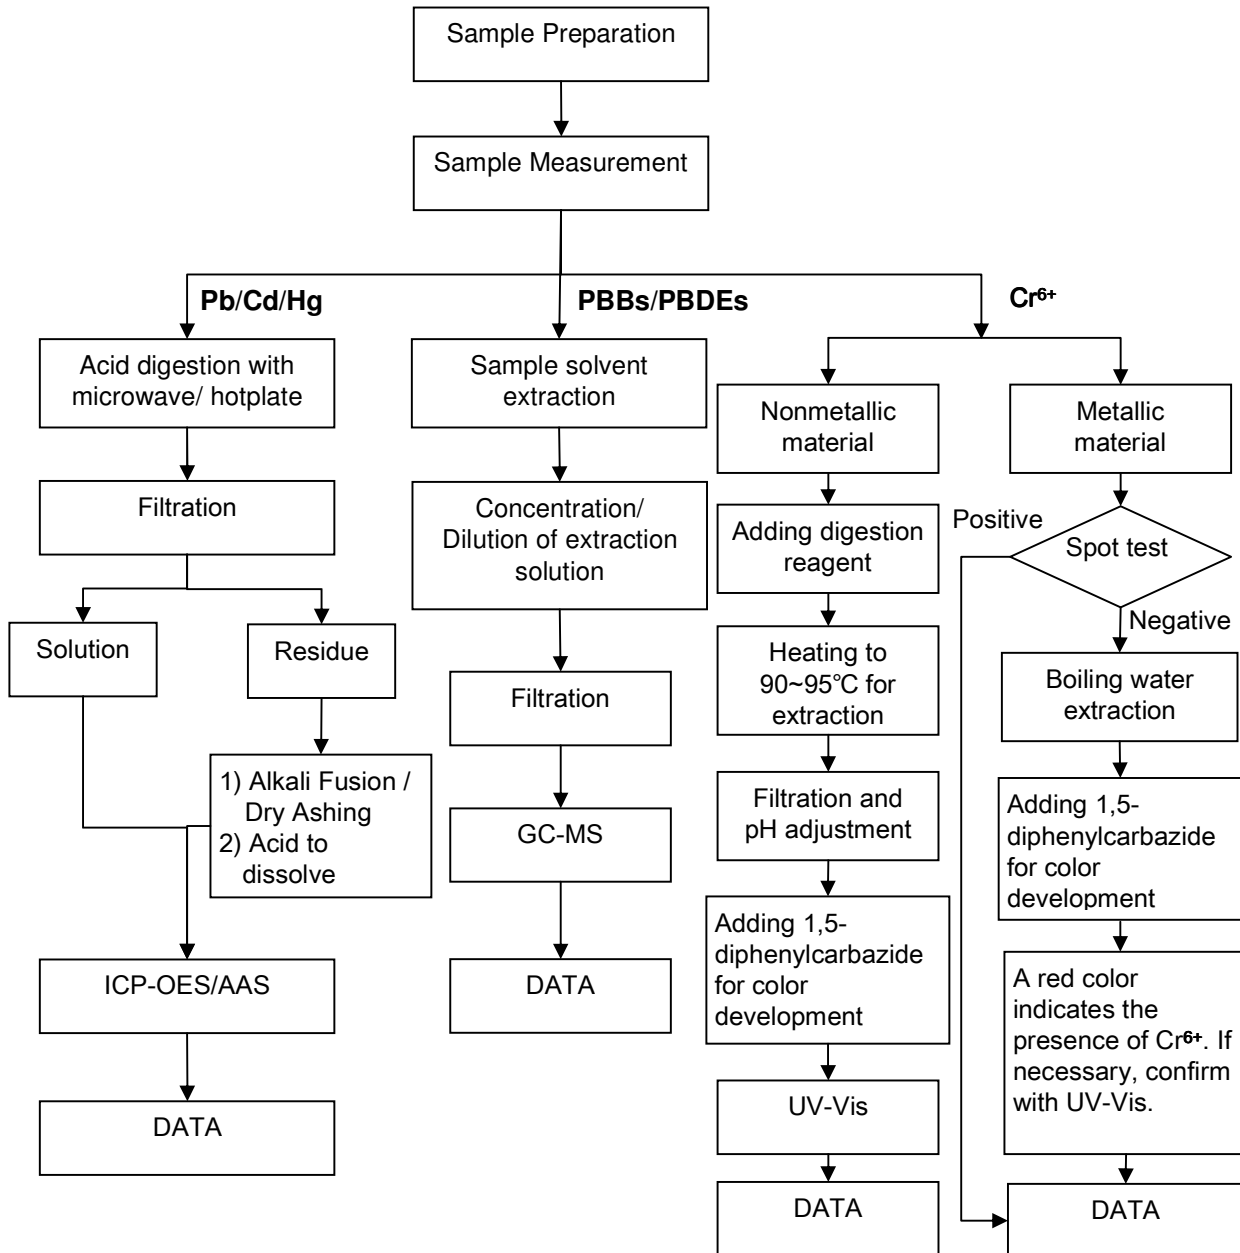 Sample Preparation
Sample Measurement
Pb/Cd/Hg
PBBs/PBDEs
Cr⁶⁺
Acid digestion with
microwave/ hotplate
Filtration
Solution
Residue
1) Alkali Fusion /
Dry Ashing
2) Acid to
dissolve
ICP-OES/AAS
DATA
Sample solvent
extraction
Concentration/
Dilution of extraction
solution
Filtration
GC-MS
DATA
Nonmetallic
material
Adding digestion
reagent
Heating to
90~95℃ for
extraction
Filtration and
pH adjustment
Adding 1,5-
diphenylcarbazide
for color
development
UV-Vis
DATA
Metallic
material
Spot test
Positive
Negative
Boiling water
extraction
Adding 1,5-
diphenylcarbazide
for color
development
A red color
indicates the
presence of Cr⁶⁺. If
necessary, confirm
with UV-Vis.
DATA